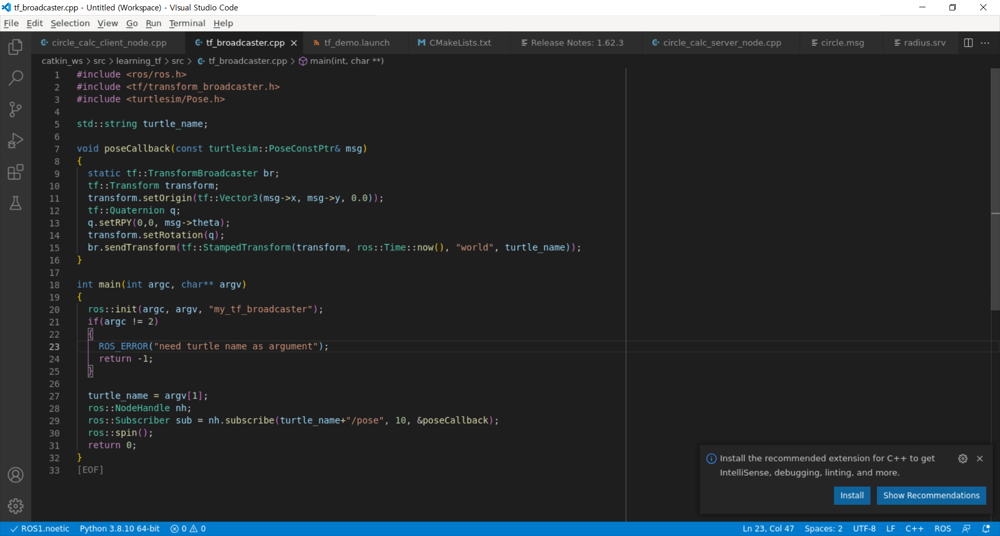 tf_broadcaster.cpp - Untitled (Workspace) - Visual Studio Code
File Edit Selection View Go Run Terminal Help
circle_calc_client_node.cpp tf_broadcaster.cpp tf_demo.launch CMakeLists.txt Release Notes: 1.62.3 circle_calc_server_node.cpp circle.msg radius.srv
catkin_ws > src > learning_tf > src > tf_broadcaster.cpp > main(int, char **)
1 #include <ros/ros.h>
2 #include <tf/transform_broadcaster.h>
3 #include <turtlesim/Pose.h>
4
5 std::string turtle_name;
6
7 void poseCallback(const turtlesim::PoseConstPtr& msg)
8 {
9   static tf::TransformBroadcaster br;
10   tf::Transform transform;
11   transform.setOrigin(tf::Vector3(msg->x, msg->y, 0.0));
12   tf::Quaternion q;
13   q.setRPY(0,0, msg->theta);
14   transform.setRotation(q);
15   br.sendTransform(tf::StampedTransform(transform, ros::Time::now(), "world", turtle_name));
16 }
17
18 int main(int argc, char** argv)
19 {
20   ros::init(argc, argv, "my_tf_broadcaster");
21   if(argc != 2)
22   {
23     ROS_ERROR("need turtle name as argument");
24     return -1;
25   }
26
27   turtle_name = argv[1];
28   ros::NodeHandle nh;
29   ros::Subscriber sub = nh.subscribe(turtle_name+"/pose", 10, &poseCallback);
30   ros::spin();
31   return 0;
32 }
33 [EOF]
Install the recommended extension for C++ to get
IntelliSense, debugging, linting, and more.
Install Show Recommendations
ROS1.noetic Python 3.8.10 64-bit 0 0 Ln 23, Col 47 Spaces: 2 UTF-8 LF C++ ROS